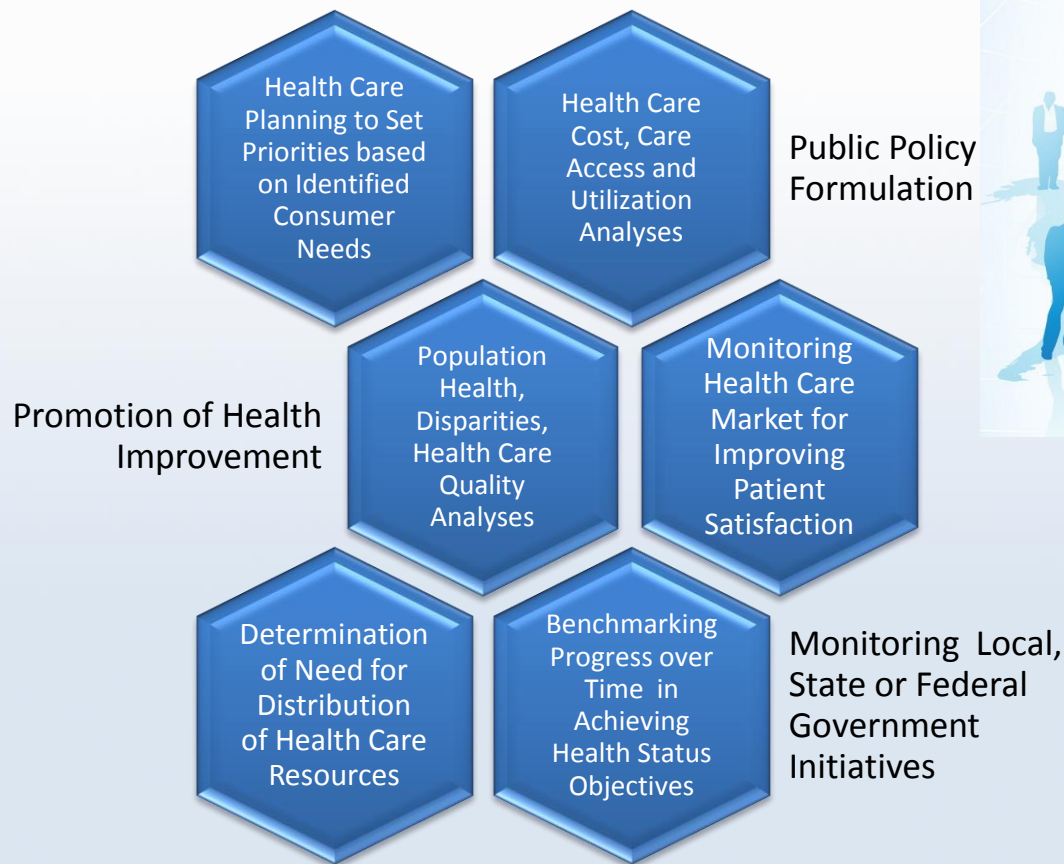 Health Care
Planning to Set
Priorities based
on Identified
Consumer
Needs
Health Care
Cost, Care
Access and
Utilization
Analyses
Public Policy
Formulation
Promotion of Health
Improvement
Population
Health,
Disparities,
Health Care
Quality
Analyses
Monitoring
Health Care
Market for
Improving
Patient
Satisfaction
Determination
of Need for
Distribution
of Health Care
Resources
Benchmarking
Progress over
Time in
Achieving
Health Status
Objectives
Monitoring Local,
State or Federal
Government
Initiatives